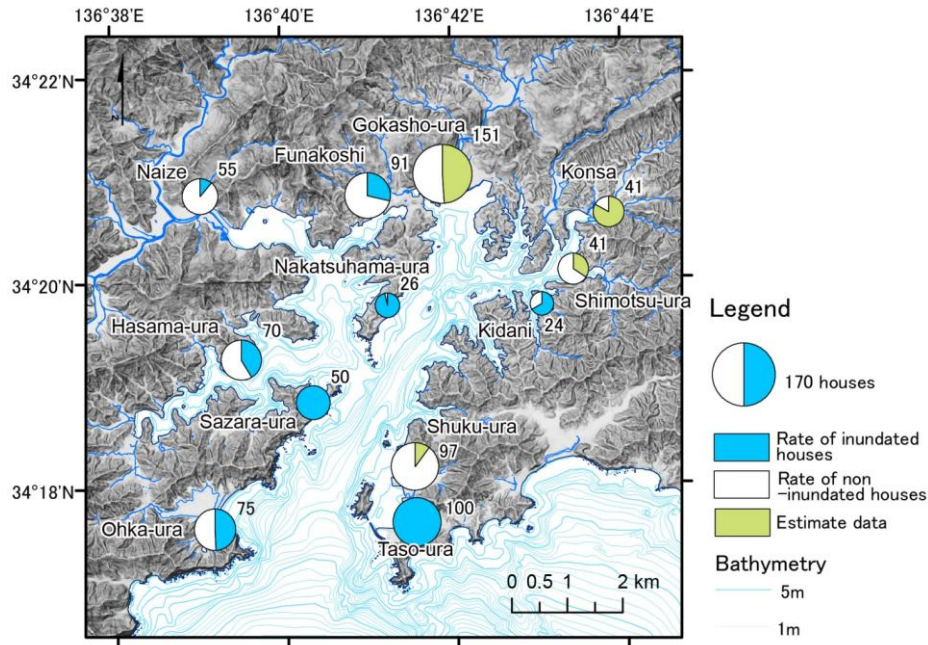 136°38'E 136°40'E 136°42'E 136°44'E
34°22'N
Gokasho-ura
151
Funakoshi
91
Naize
55
Konsa
41
41
34°20'N
Nakatsuhama-ura
26
Shimotsu-ura
Kidani
24
Hasama-ura
70
50
Sazara-ura
Shuku-ura
97
34°18'N
Ohka-ura
75
100
Taso-ura
0 0.5 1 2 km
Legend
170 houses
Rate of inundated
houses
Rate of non
-inundated houses
Estimate data
Bathymetry
5m
1m